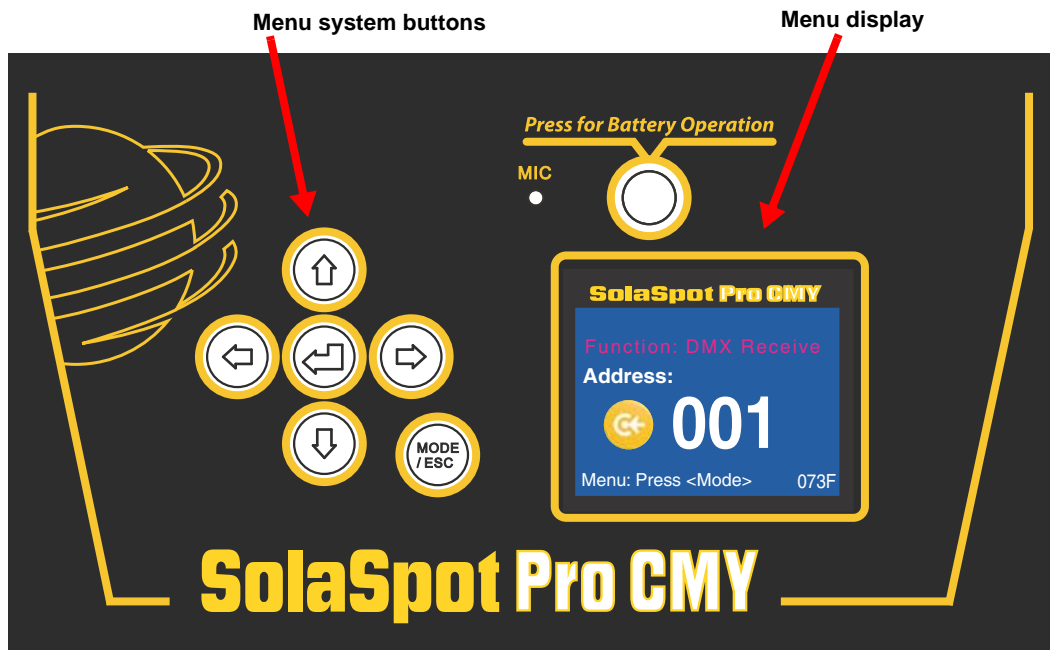 Menu system buttons
Menu display
Press for Battery Operation
MIC
SolaSpot Pro CMY
Function: DMX Receive
Address:
001
MODE
/ESC
Menu: Press <Mode> 073F
SolaSpot Pro CMY